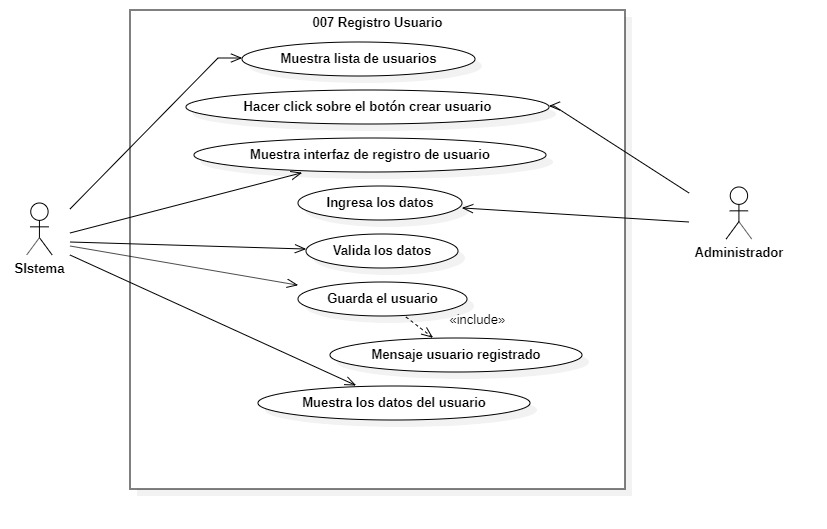 007 Registro Usuario
Muestra lista de usuarios
Hacer click sobre el botón crear usuario
Muestra interfaz de registro de usuario
Ingresa los datos
Valida los datos
Guarda el usuario
«include»
Mensaje usuario registrado
Muestra los datos del usuario
SIstema
Administrador